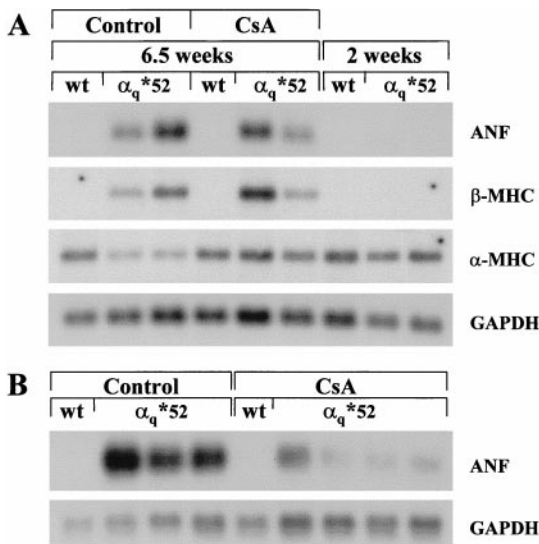 A
Control CsA
6.5 weeks 2 weeks
wt αq*52 wt αq*52 wt αq*52
ANF
β-MHC
α-MHC
GAPDH
B
Control CsA
wt αq*52 wt αq*52
ANF
GAPDH